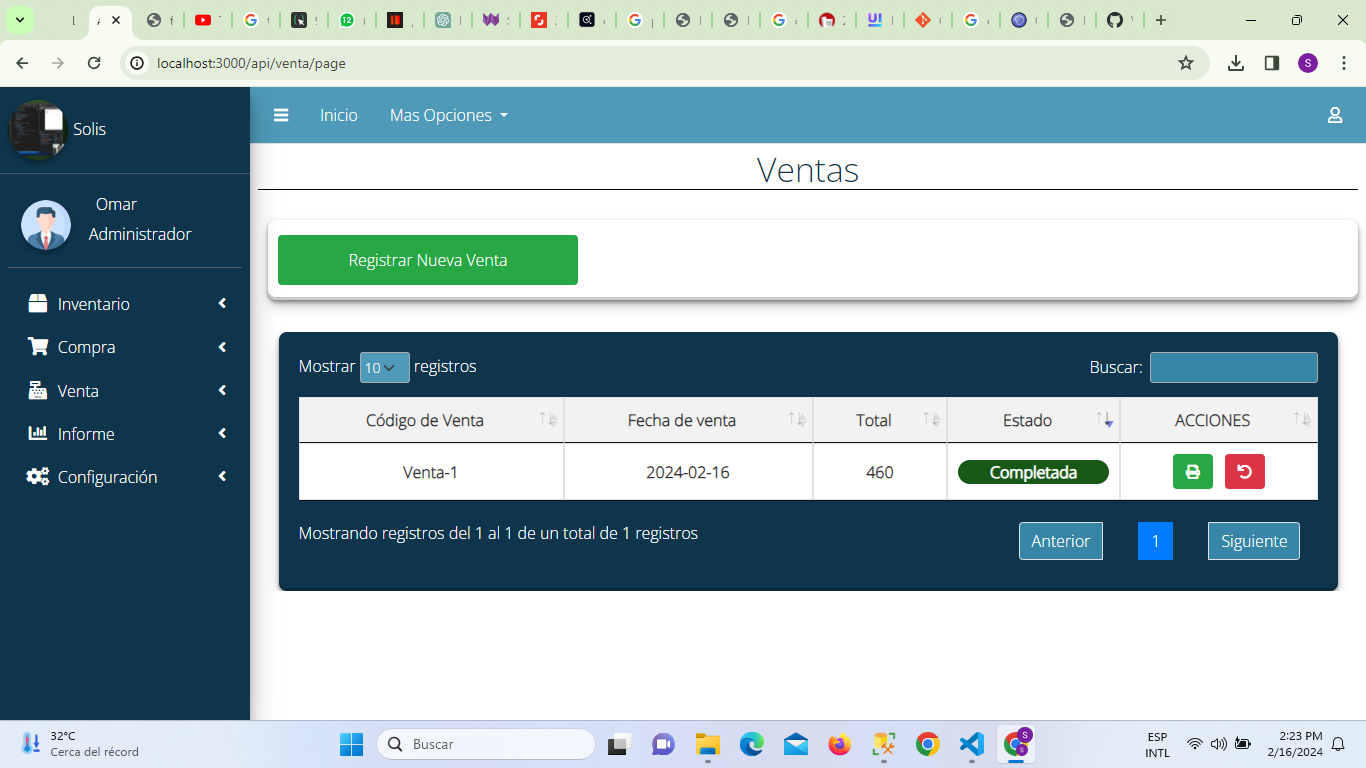 localhost:3000/api/venta/page
Solis
Inicio
Mas Opciones
Ventas
Omar
Administrador
Registrar Nueva Venta
Inventario
Compra
Venta
Informe
Configuración
Mostrar 10 registros
Buscar:
Código de Venta Fecha de venta Total Estado ACCIONES
Venta-1 2024-02-16 460 Completada
Mostrando registros del 1 al 1 de un total de 1 registros
Anterior 1 Siguiente
32°C
Cerca del récord
Buscar
ESP
INTL
2:23 PM
2/16/2024